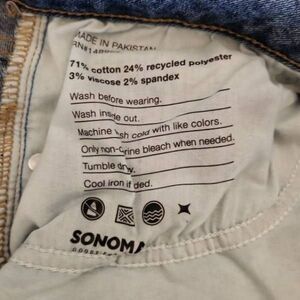 MADE IN PAKISTAN
71% cotton 24% recycled polyester
3% viscose 2% spandex
Wash before wearing.
Wash inside out.
Machine wash cold with like colors.
Only non-chlorine bleach when needed.
Tumble dry.
Cool iron if needed.
SONOMA